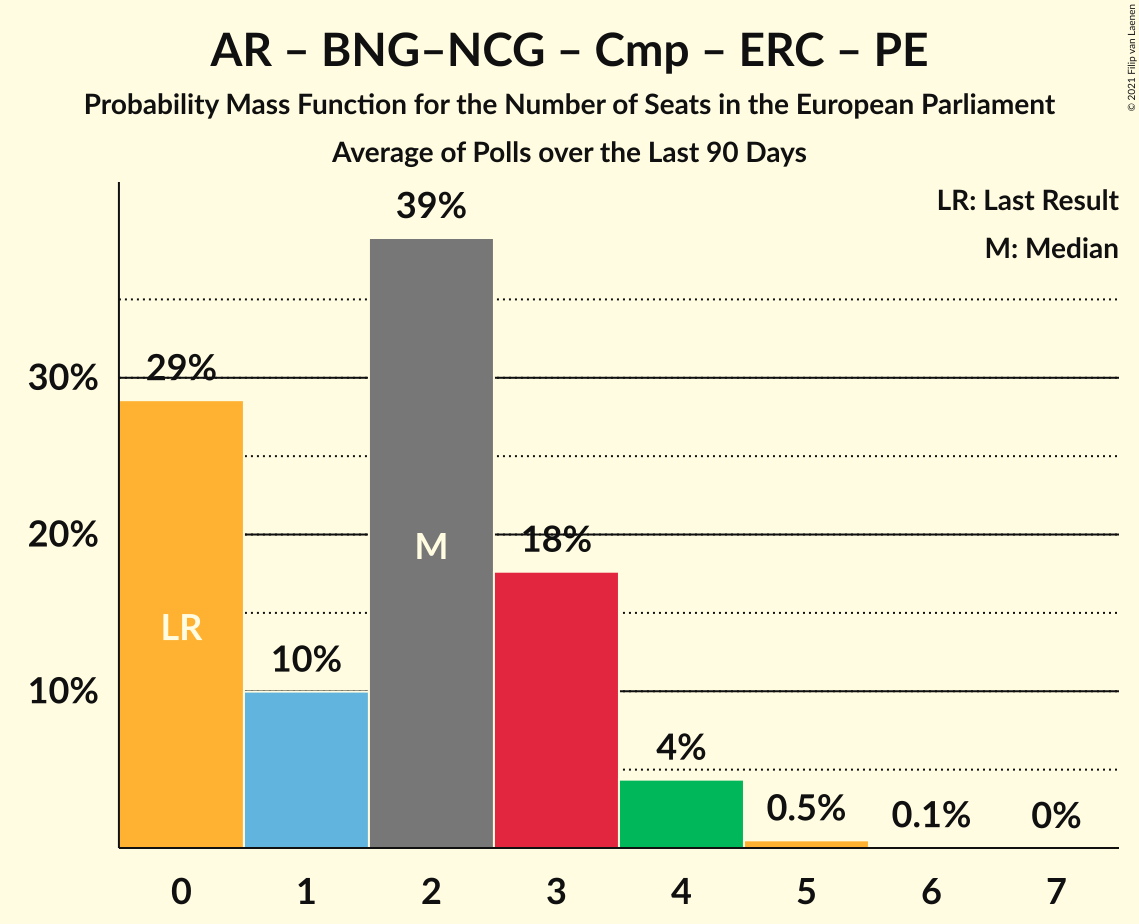 AR – BNG–NCG – Cmp – ERC – PE
Probability Mass Function for the Number of Seats in the European Parliament
Average of Polls over the Last 90 Days
© 2021 Filip van Laenen
LR: Last Result
M: Median
39%
29%
30%
20%
18%
M
LR
10%
10%
4%
0.5%
0.1%
0%
0 1 2 3 4 5 6 7